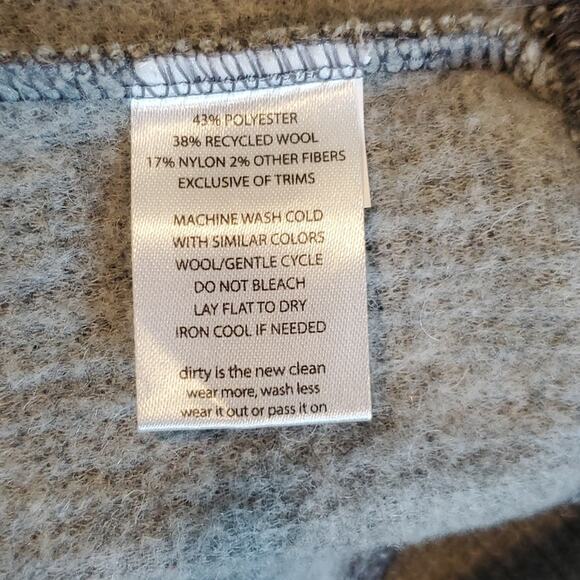 43% POLYESTER
38% RECYCLED WOOL
17% NYLON 2% OTHER FIBERS
EXCLUSIVE OF TRIMS
MACHINE WASH COLD
WITH SIMILAR COLORS
WOOL/GENTLE CYCLE
DO NOT BLEACH
LAY FLAT TO DRY
IRON COOL IF NEEDED
dirty is the new clean
wear more, wash less
wear it out or pass it on